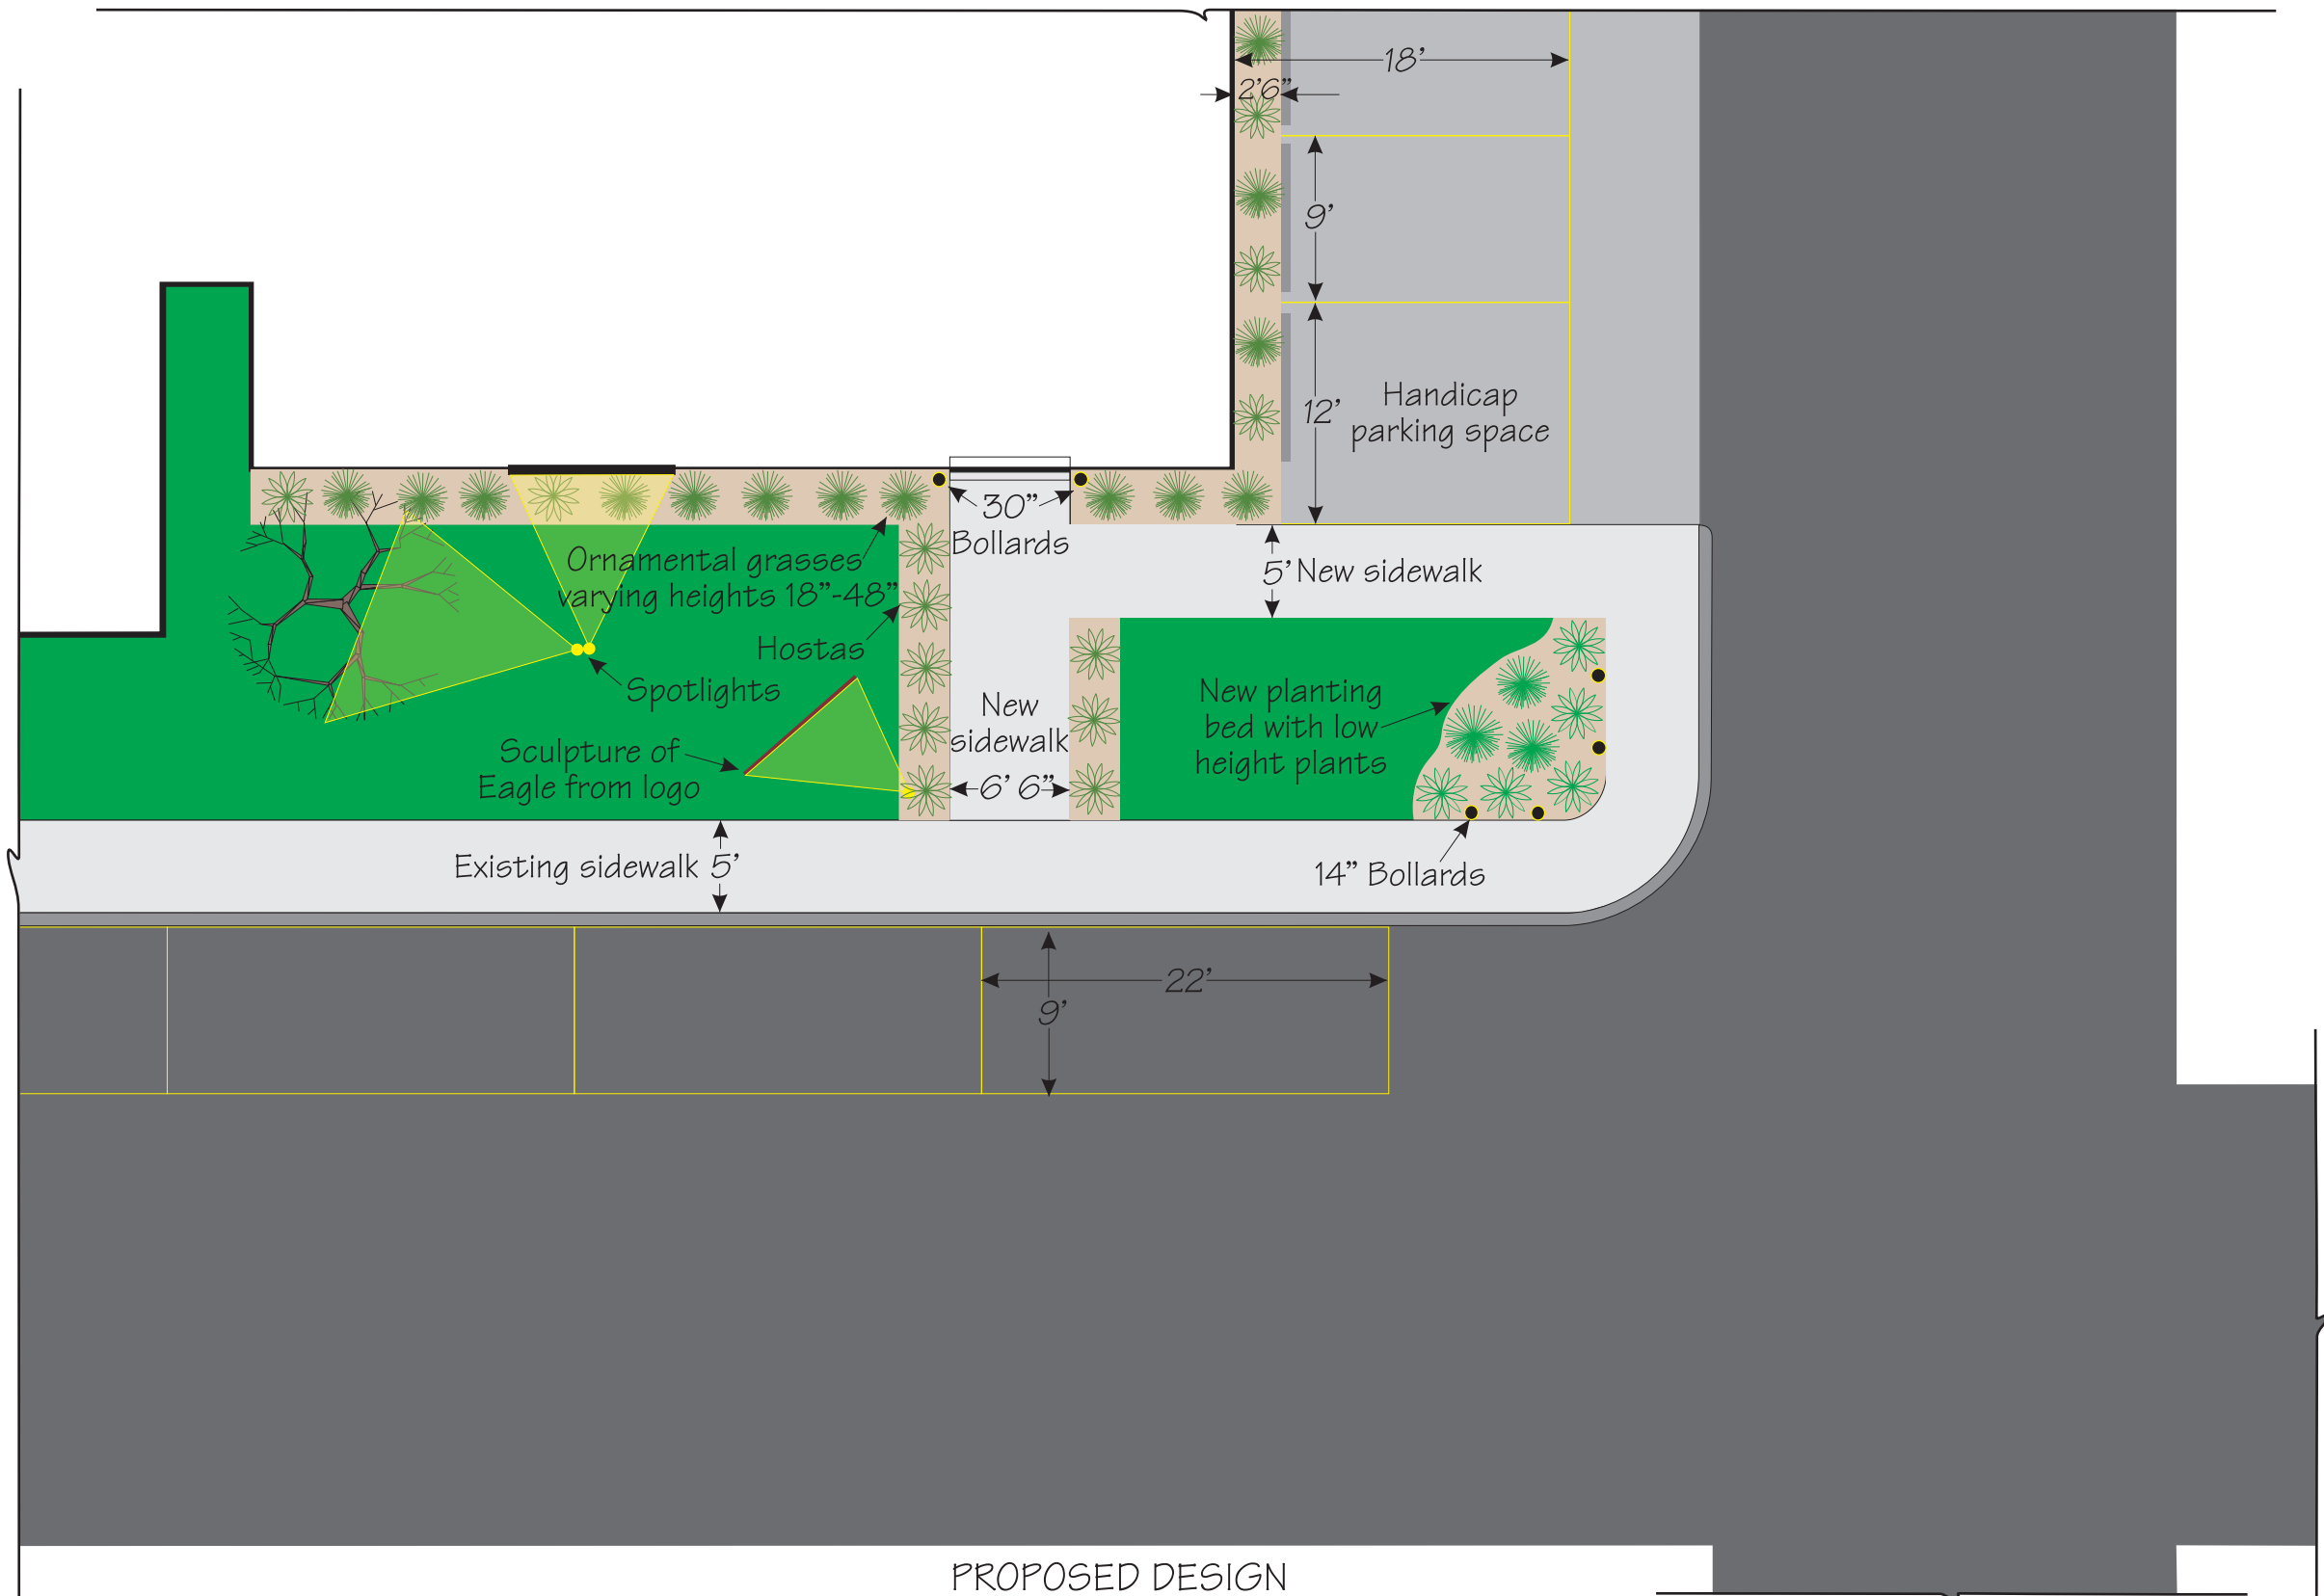 18’
2’6”
9’
12’
Handicap
parking space
30”
Bollards
Ornamental grasses
varying heights 18”-48”
5’ New sidewalk
Hostas
Spotlights
New
sidewalk
6’ 6”
New planting
bed with low
height plants
Sculpture of
Eagle from logo
Existing sidewalk 5’
14” Bollards
22’
9’
PROPOSED DESIGN